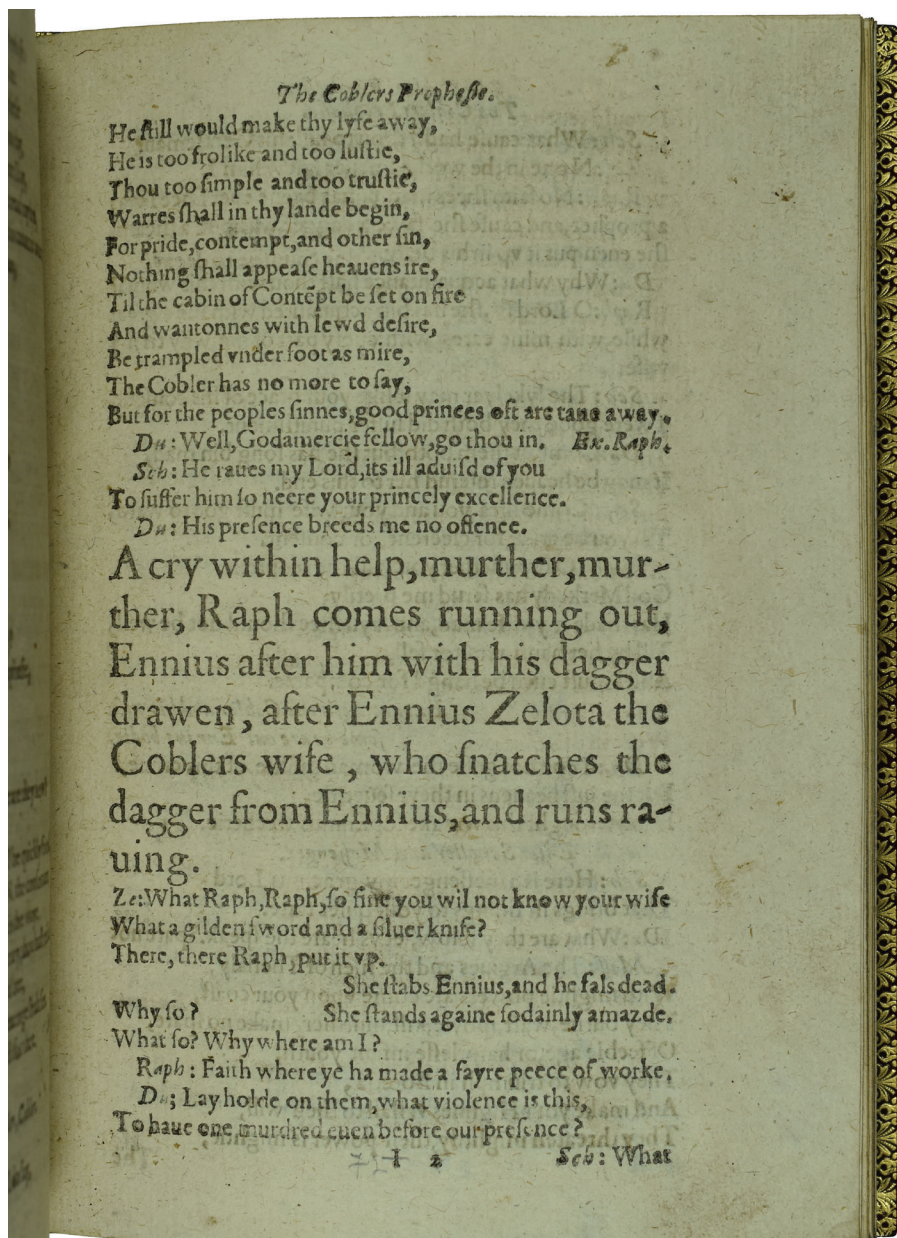 The Coblers Prophesie.
He ſtill would make thy lyfe away,
He is too frolike and too luſtie,
Thou too ſimple and too truſtie,
Warres ſhall in thy lande begin,
For pride,contempt,and other ſin,
Nothing ſhall appeaſe heauens ire,
Til the cabin of Contēpt be ſet on fire
And wantonnes with lewd deſire,
Be trampled vnder foot as mire,
The Cobler has no more to ſay,
But for the peoples ſinnes,good princes oft are tane away.
Du: Well,Godamercie fellow,go thou in. Ex.Raph.
Sch: He raues my Lord,its ill aduiſd of you
To ſuffer him ſo neere your princely excellence.
Du: His preſence breeds me no offence.
A cry within help,murther,mur-
ther, Raph comes running out,
Ennius after him with his dagger
drawen, after Ennius Zelota the
Coblers wife, who ſnatches the
dagger from Ennius,and runs ra-
uing.
Ze:What Raph,Raph,ſo fine you wil not know your wife
What a gilden ſword and a ſiluer knife?
There, there Raph, put it vp.
She ſtabs Ennius,and he fals dead.
Why ſo? She ſtands againe ſodainly amazde.
What ſo? Why where am I?
Raph: Faith where ye ha made a fayre peece of worke.
Du; Lay holde on them,what violence is this,
To haue one murdred euen before our preſence?
I 2 Sch: What